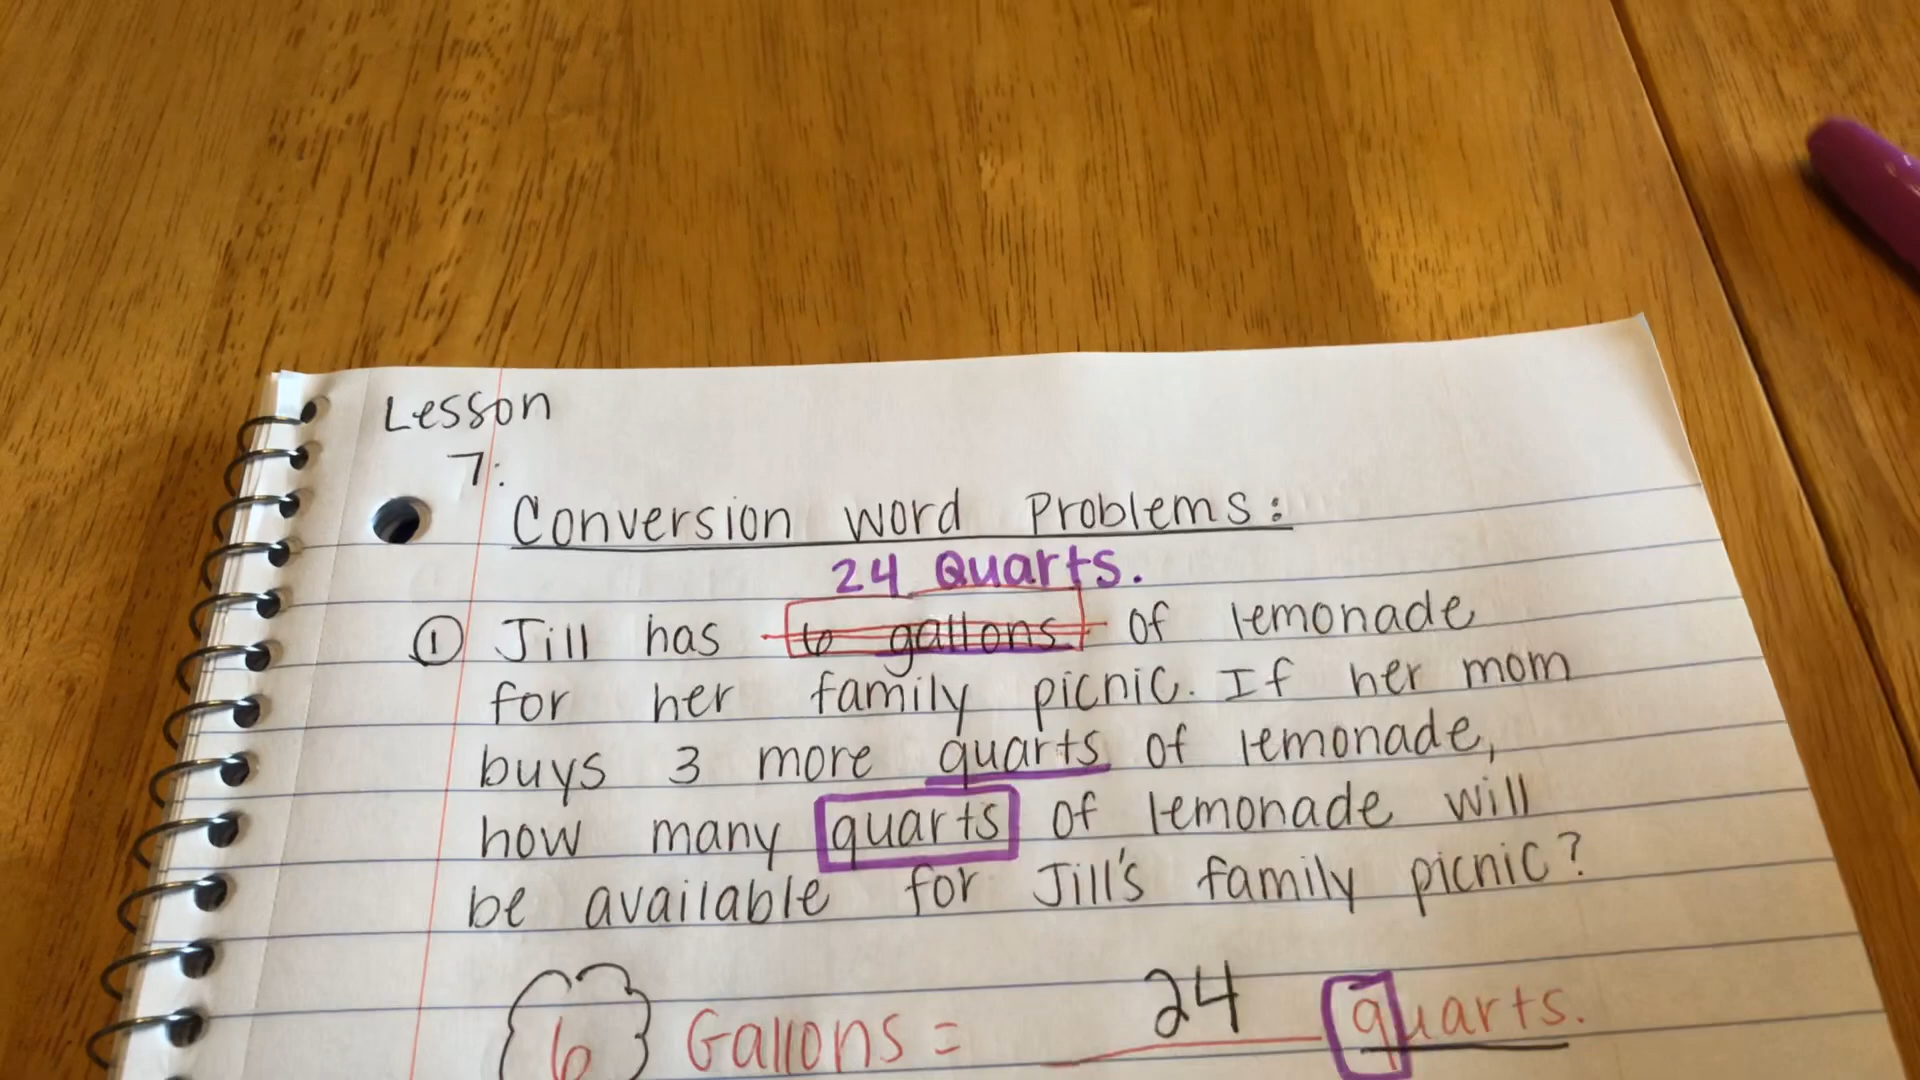 Lesson
7:
Conversion word Problems:
24 Quarts.
① Jill has 6 gallons of lemonade
for her family picnic. If her mom
buys 3 more quarts of lemonade,
how many quarts of lemonade will
be available for Jill's family picnic?
6 Gallons = 24 quarts.